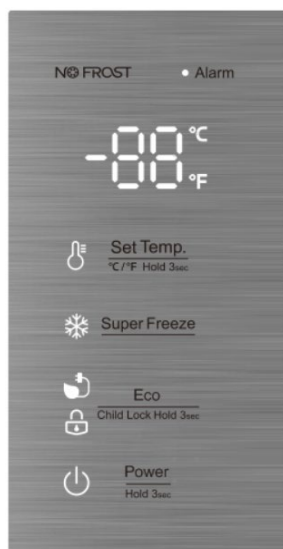 NO FROST
Alarm
-88 °C
°F
Set Temp.
°C/°F Hold 3sec
Super Freeze
Eco
Child Lock Hold 3sec
Power
Hold 3sec